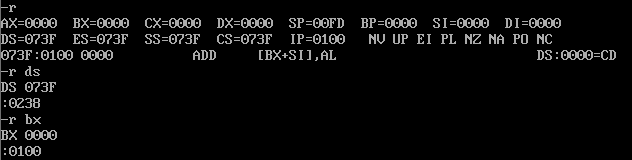 -r
AX=0000  BX=0000  CX=0000  DX=0000  SP=00FD  BP=0000  SI=0000  DI=0000
DS=073F  ES=073F  SS=073F  CS=073F  IP=0100   NV UP EI PL NZ NA PO NC
073F:0100 0000          ADD     [BX+SI],AL                         DS:0000=CD
-r ds
DS 073F
:0238
-r bx
BX 0000
:0100